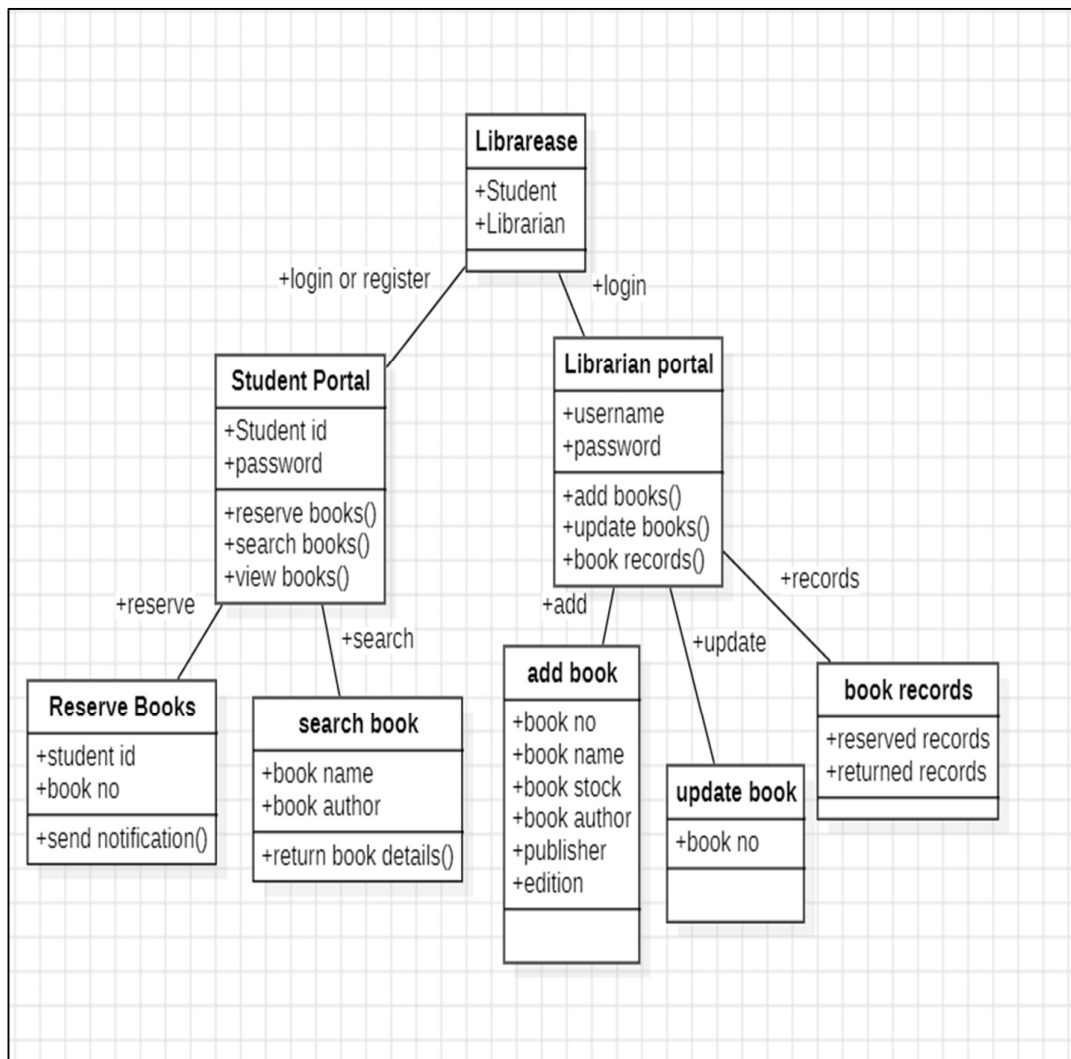 Librarease
+Student
+Librarian
+login or register
+login
Student Portal
+Student id
+password
+reserve books()
+search books()
+view books()
Librarian portal
+username
+password
+add books()
+update books()
+book records()
+reserve
+search
+add
+update
+records
Reserve Books
+student id
+book no
+send notification()
search book
+book name
+book author
+return book details()
add book
+book no
+book name
+book stock
+book author
+publisher
+edition
update book
+book no
book records
+reserved records
+returned records